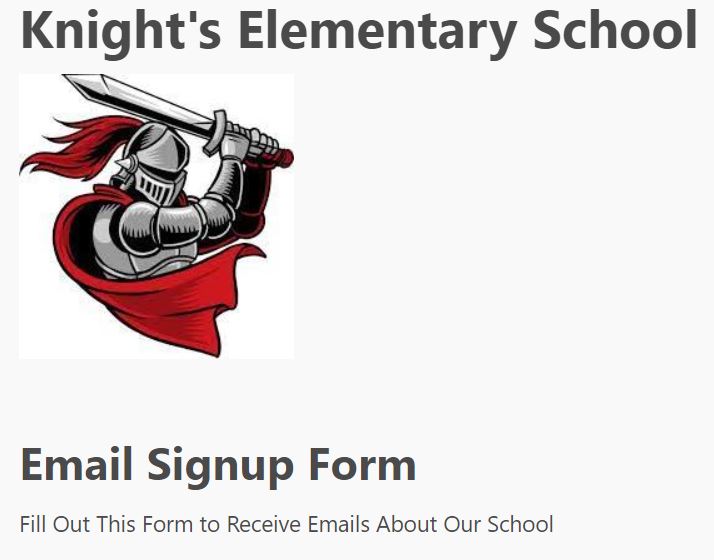 Knight's Elementary School
Email Signup Form
Fill Out This Form to Receive Emails About Our School